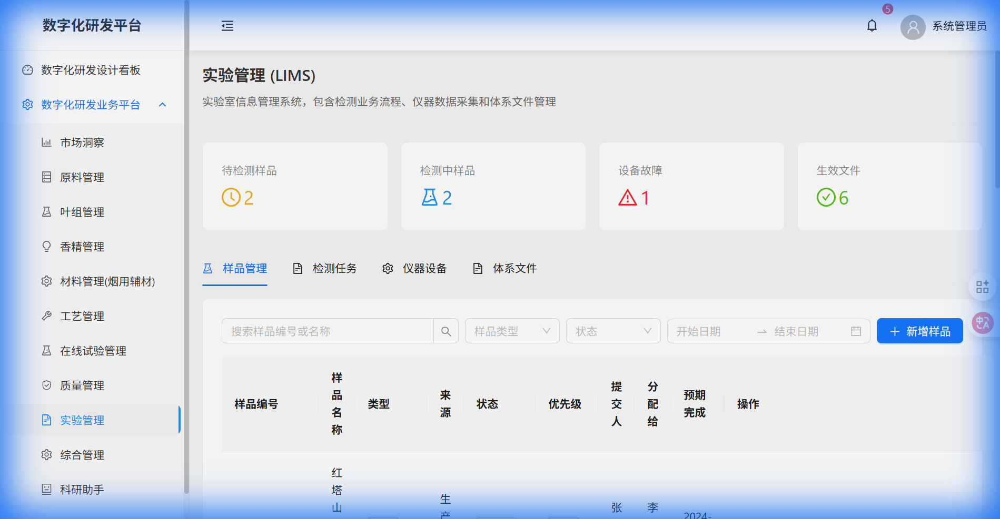 数字化研发平台
5
系统管理员
数字化研发设计看板
数字化研发业务平台
市场洞察
原料管理
叶组管理
香精管理
材料管理(烟用辅材)
工艺管理
在线试验管理
质量管理
实验管理
综合管理
科研助手
实验管理 (LIMS)
实验室信息管理系统，包含检测业务流程、仪器数据采集和体系文件管理
待检测样品
2
检测中样品
2
设备故障
1
生效文件
6
样品管理 检测任务 仪器设备 体系文件
搜索样品编号或名称 样品类型 状态 开始日期 结束日期 新增样品
样品编号 样品名称 类型 来源 状态 优先级 提交人 分配给 预期完成 操作
红塔山
生产
张
李
2024-
中A